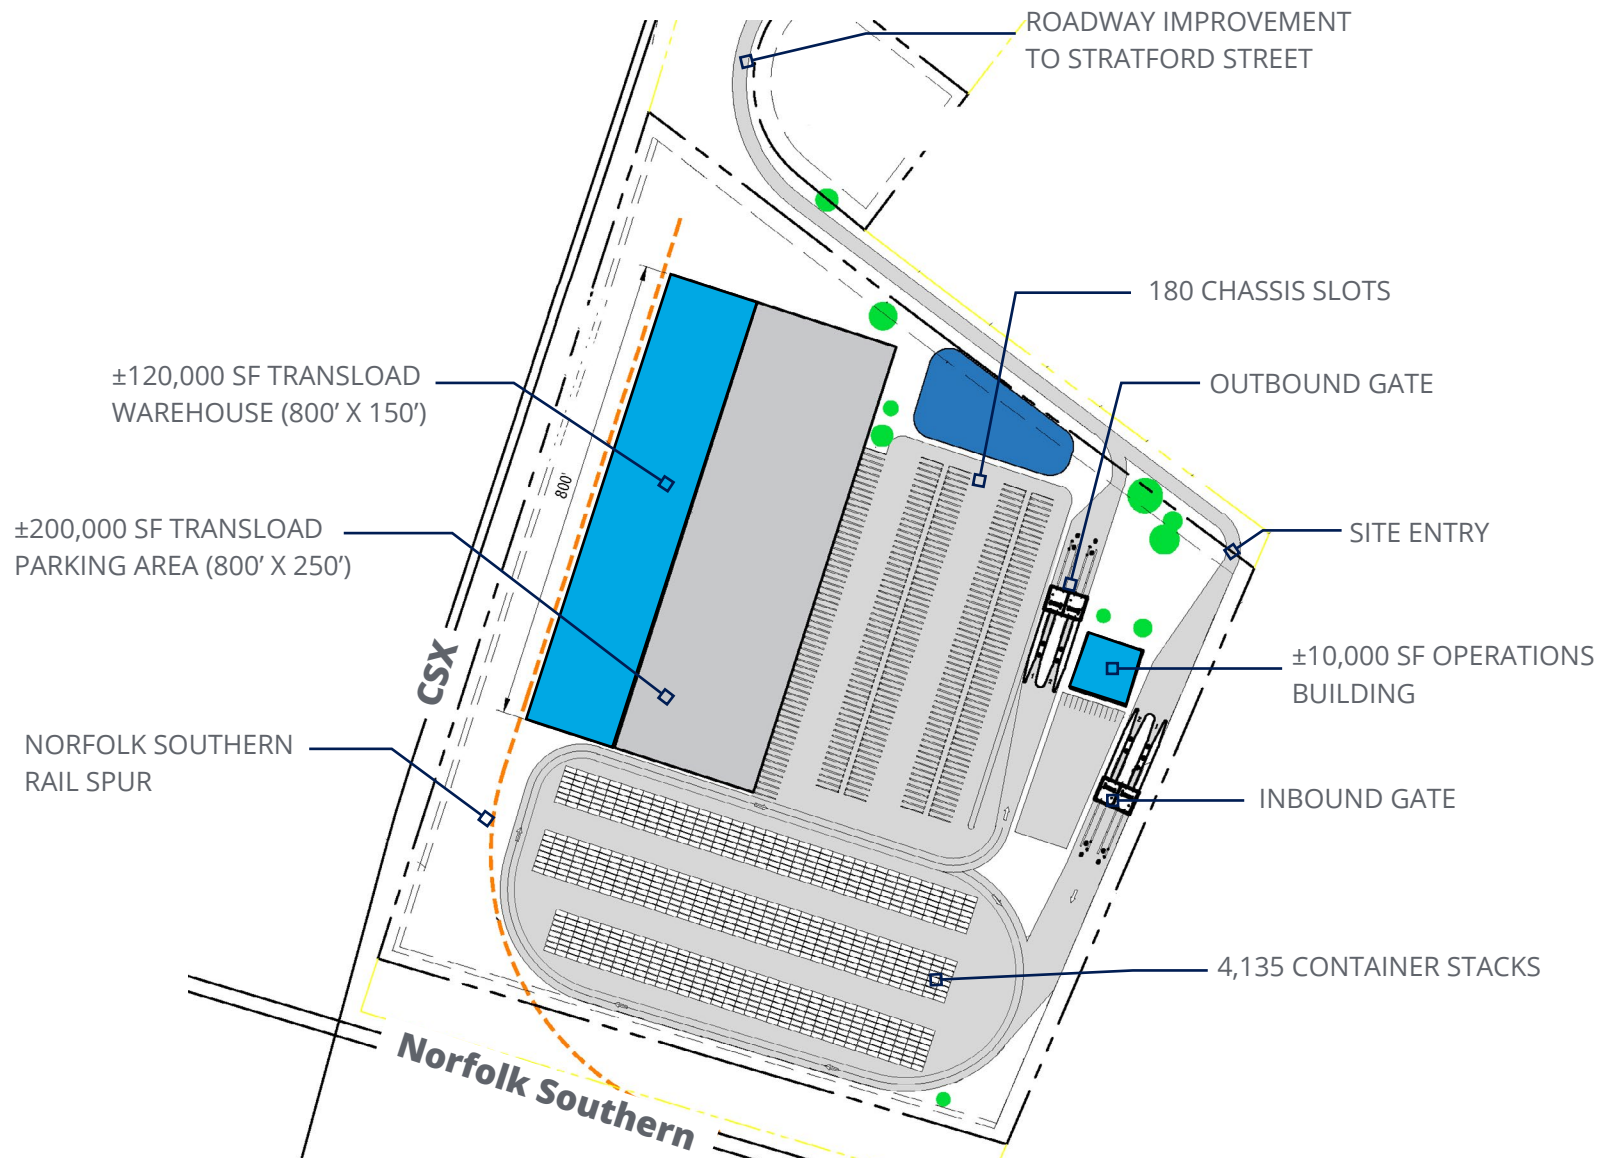 ROADWAY IMPROVEMENT
TO STRATFORD STREET
180 CHASSIS SLOTS
OUTBOUND GATE
±120,000 SF TRANSLOAD
WAREHOUSE (800’ X 150’)
800'
±200,000 SF TRANSLOAD
PARKING AREA (800’ X 250’)
SITE ENTRY
CSX
±10,000 SF OPERATIONS
BUILDING
NORFOLK SOUTHERN
RAIL SPUR
INBOUND GATE
4,135 CONTAINER STACKS
Norfolk Southern